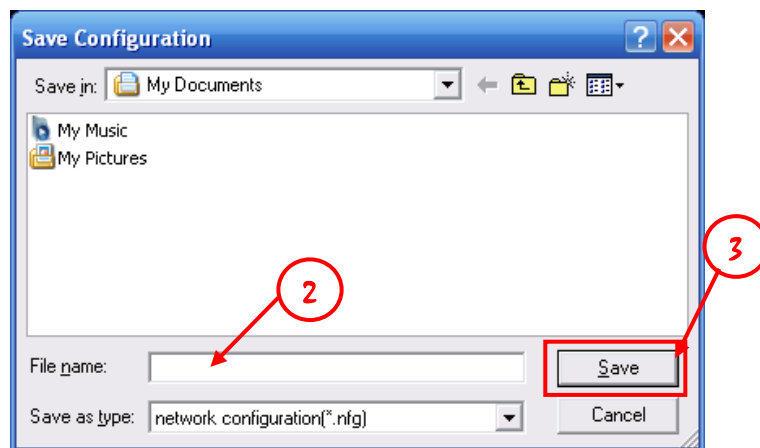 Save Configuration
Save in: My Documents
My Music
My Pictures
2
3
File name: Save
Save as type: network configuration(*.nfg) Cancel